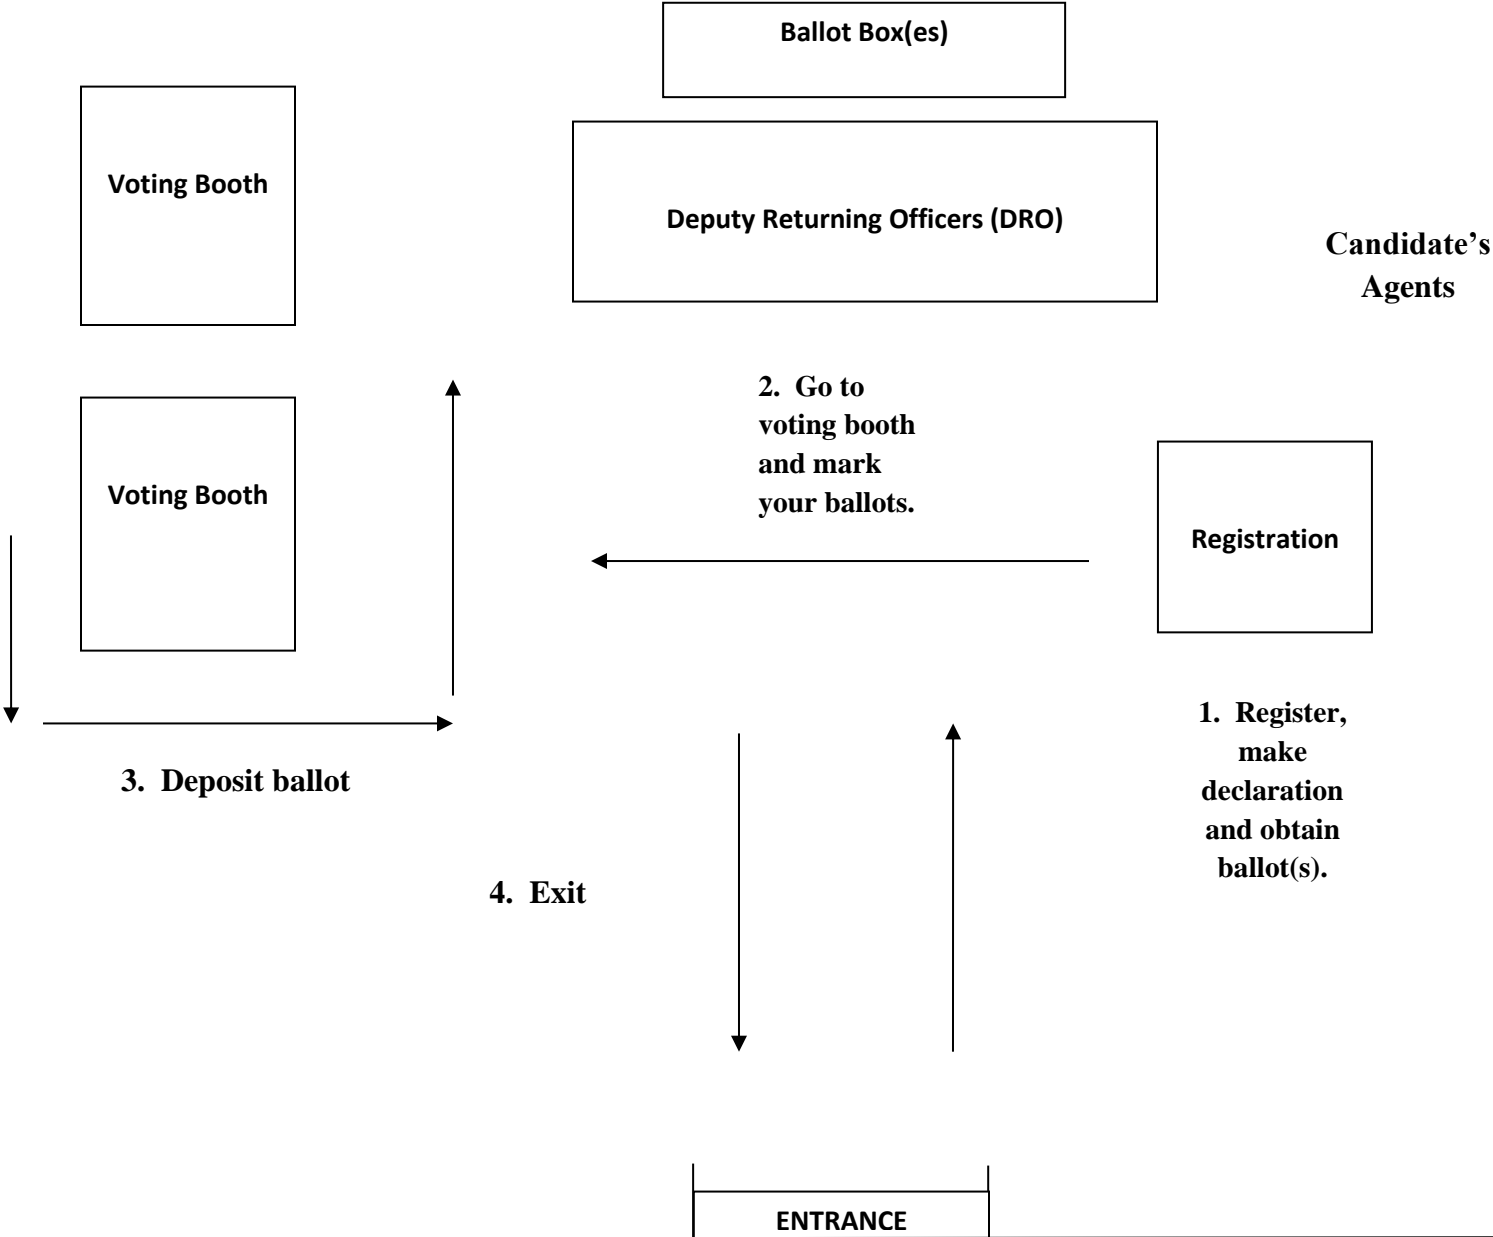 Ballot Box(es)
Voting Booth
Deputy Returning Officers (DRO)
Candidate’s
Agents
2. Go to
voting booth
and mark
your ballots.
Voting Booth
Registration
1. Register,
make
declaration
and obtain
ballot(s).
3. Deposit ballot
4. Exit
ENTRANCE